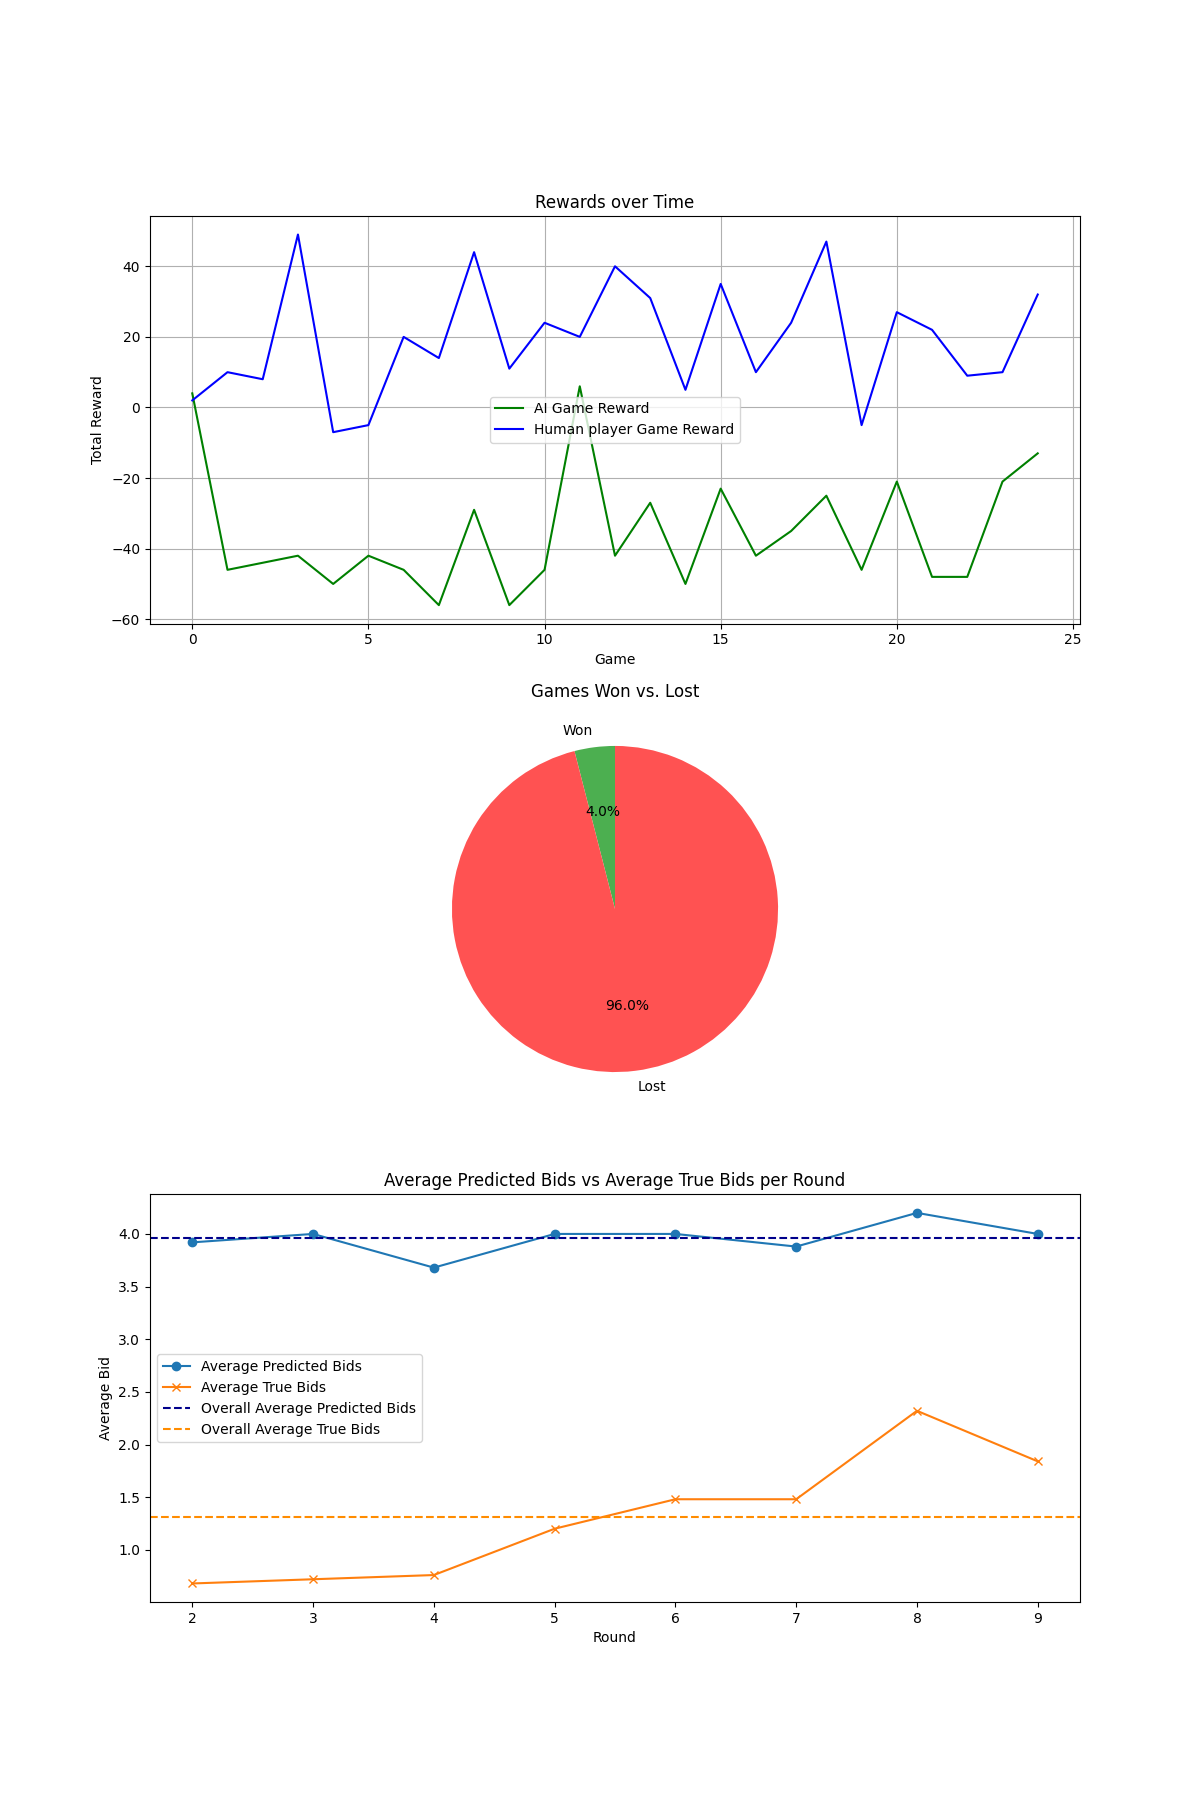 Rewards over Time
Total Reward
40
20
0
−20
−40
−60
AI Game Reward
Human player Game Reward
0 5 10 15 20 25
Game
Games Won vs. Lost
Won
4.0%
96.0%
Lost
Average Predicted Bids vs Average True Bids per Round
Average Bid
4.0
3.5
3.0
2.5
2.0
1.5
1.0
Average Predicted Bids
Average True Bids
Overall Average Predicted Bids
Overall Average True Bids
2 3 4 5 6 7 8 9
Round